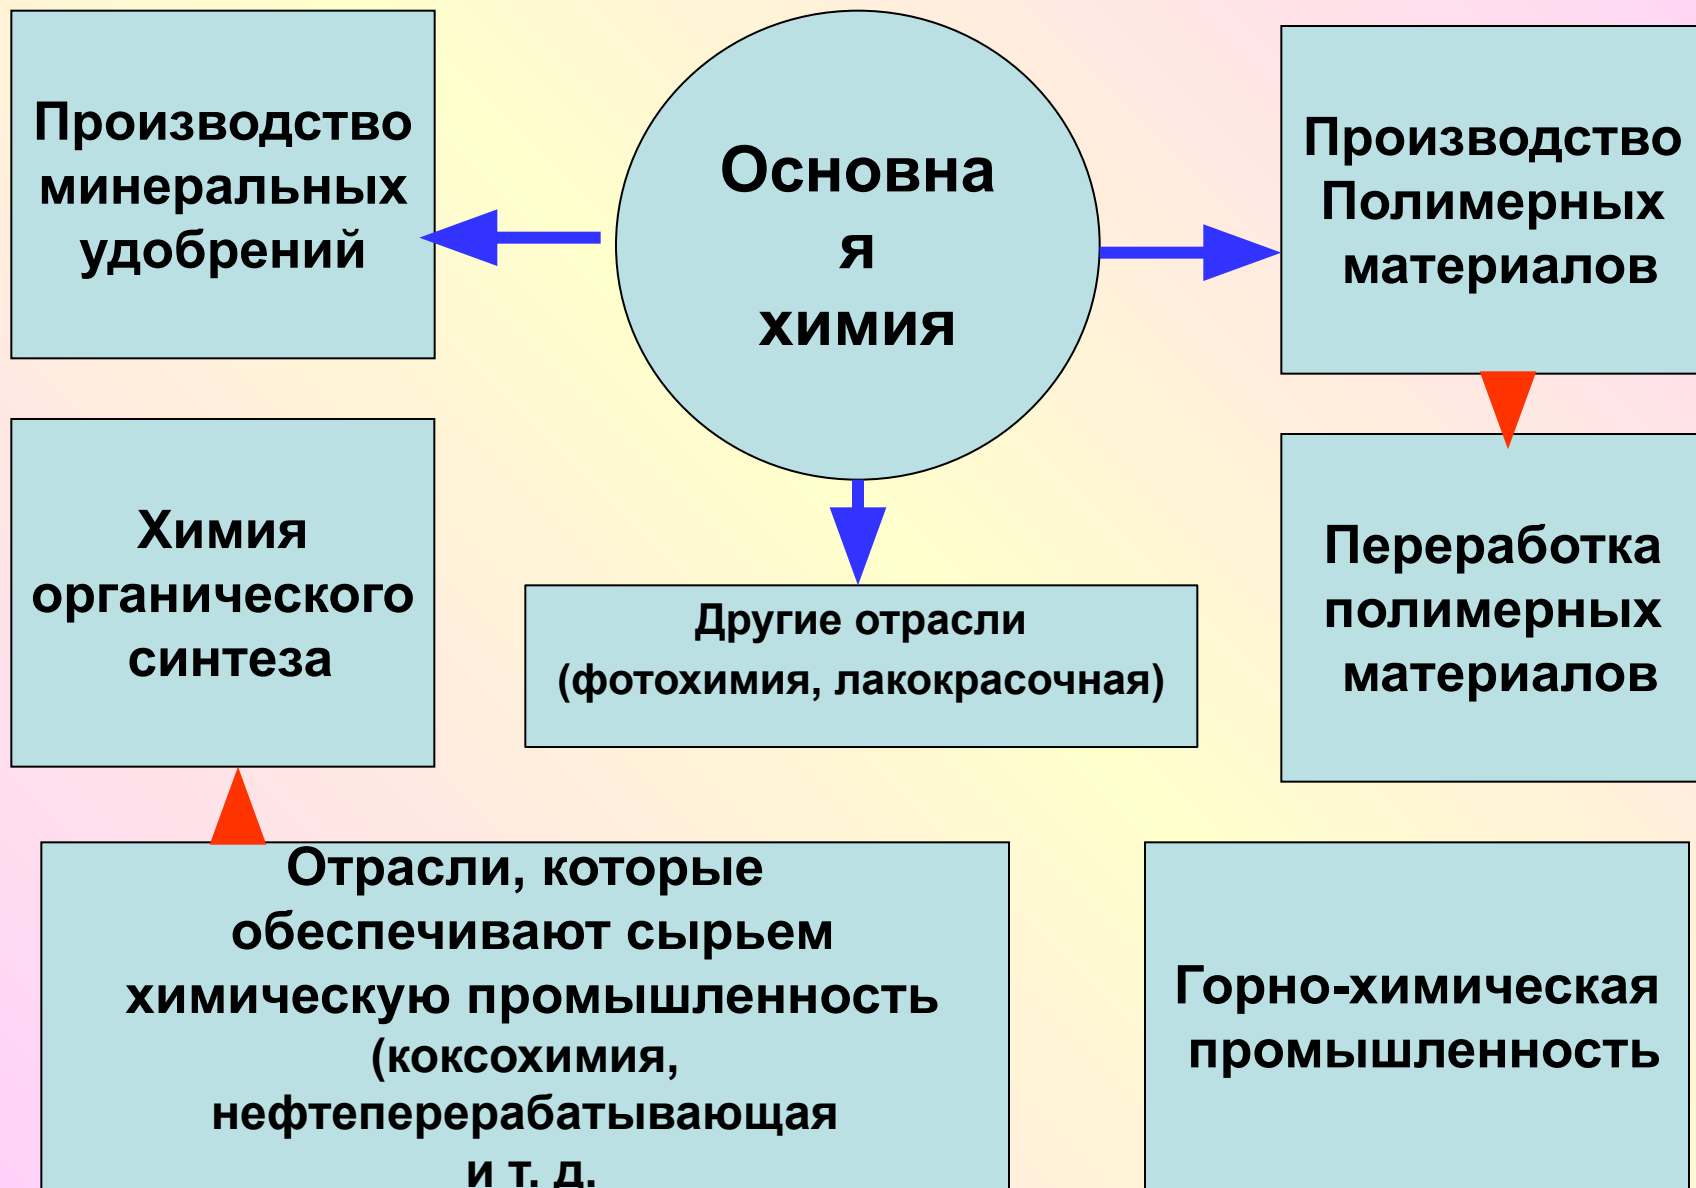 Производство
минеральных
удобрений
Основна
я
химия
Производство
Полимерных
материалов
Химия
органического
синтеза
Другие отрасли
(фотохимия, лакокрасочная)
Переработка
полимерных
материалов
Отрасли, которые
обеспечивают сырьем
химическую промышленность
(коксохимия,
нефтеперерабатывающая
и т. д.
Горно-химическая
промышленность